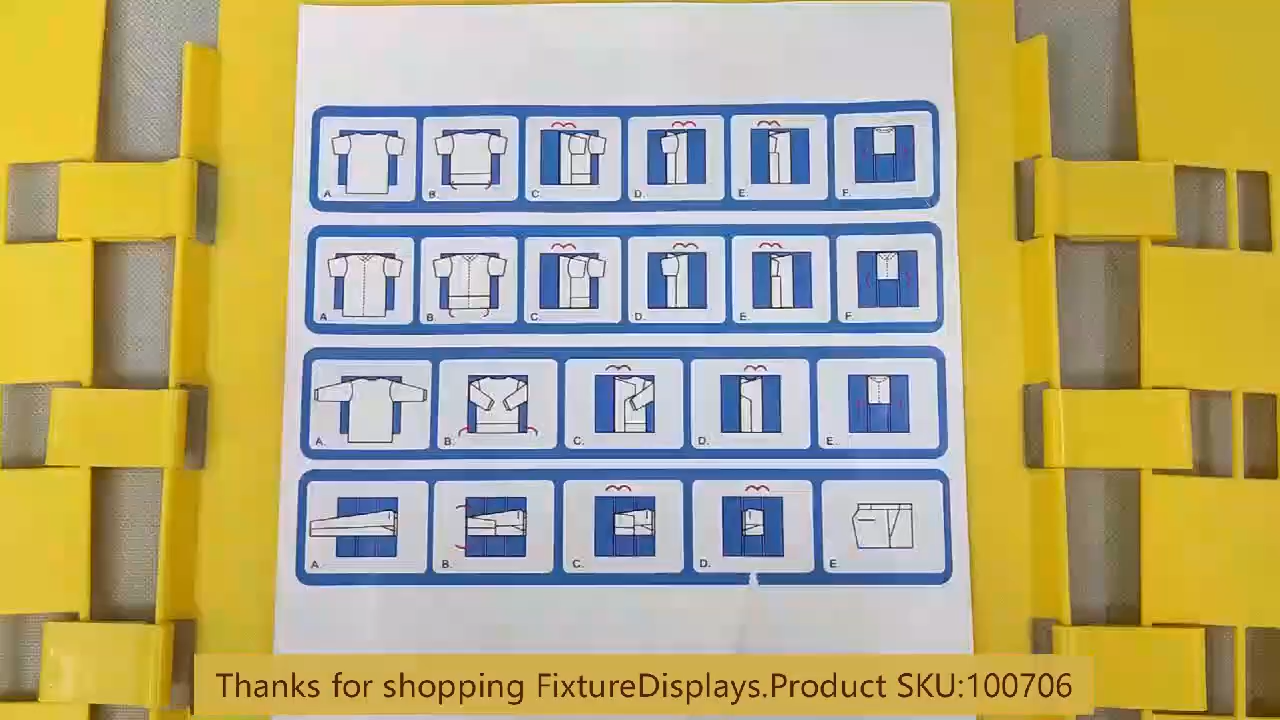 A. B. C. D. E. F.
A. B. C. D. E. F.
A. B. C. D. E.
A. B. C. D. E.
Thanks for shopping FixtureDisplays.Product SKU:100706